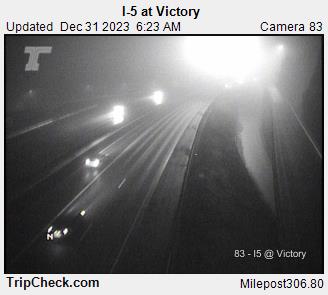 I-5 at Victory
Updated Dec 31 2023 6:23 AM Camera 83
T
N
83 - I5 @ Victory
TripCheck.com Milepost306.80